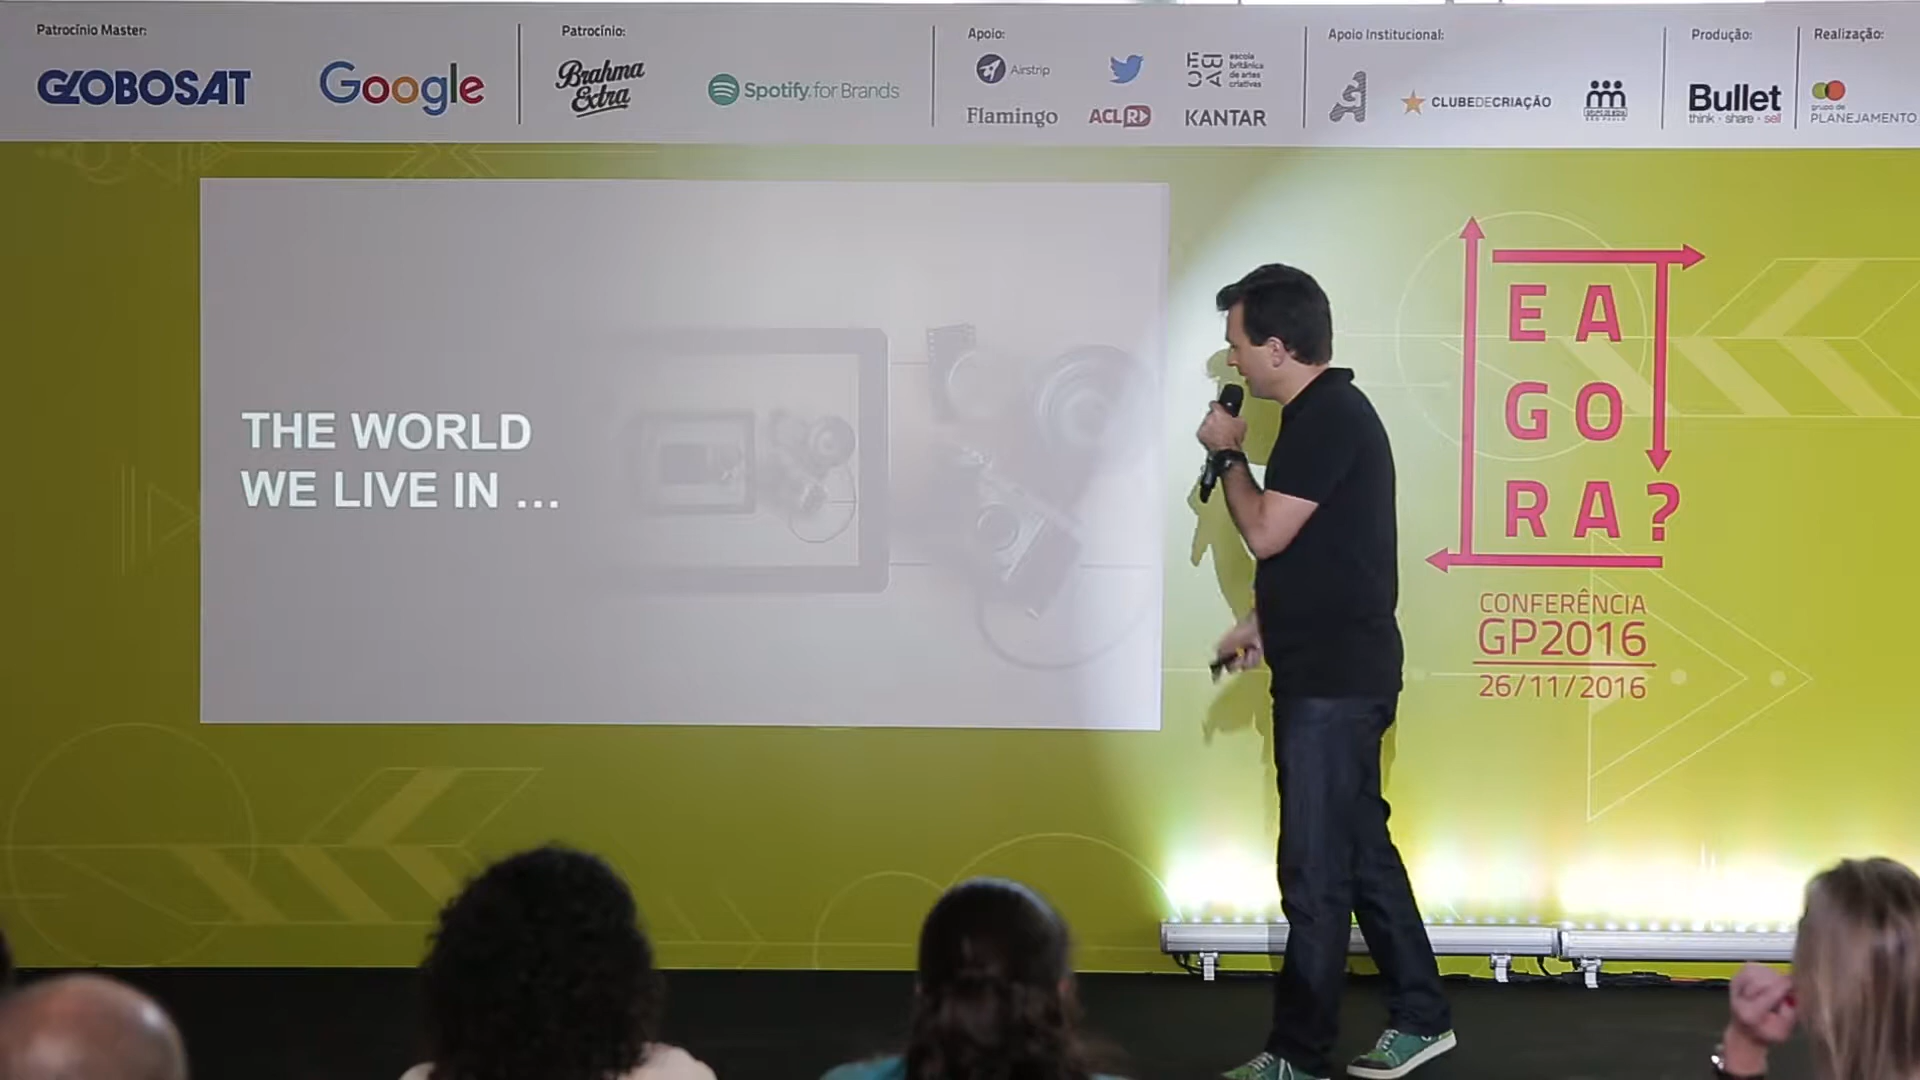 Patrocínio Master:
GLOBOSAT
Google
Patrocínio:
Brahma
Extra
Spotify for Brands
Apoio:
Airstrip
EBAC
escola
britânica
de artes
criativas
Flamingo
ACLR
KANTAR
Apoio Institucional:
CLUBEDECRIAÇÃO
Produção:
Bullet
think · share · sell
Realização:
grupo de
PLANEJAMENTO
THE WORLD
WE LIVE IN ...
E A
G O
R A ?
CONFERÊNCIA
GP2016
26/11/2016